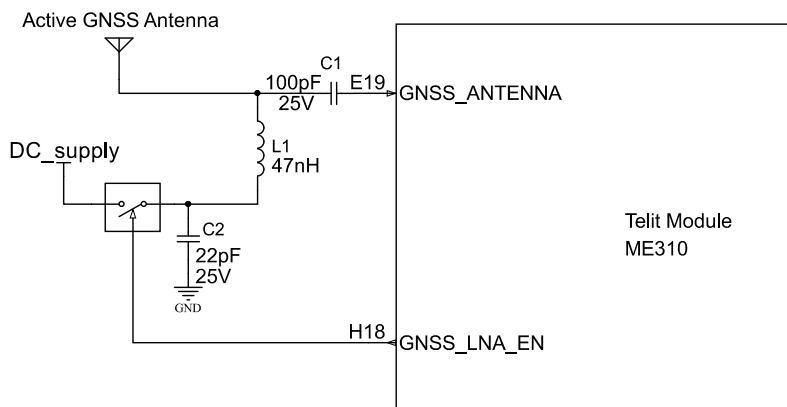 Active GNSS Antenna
C1
100pF
25V
E19
GNSS_ANTENNA
L1
47nH
DC_supply
C2
22pF
25V
GND
Telit Module
ME310
H18
GNSS_LNA_EN